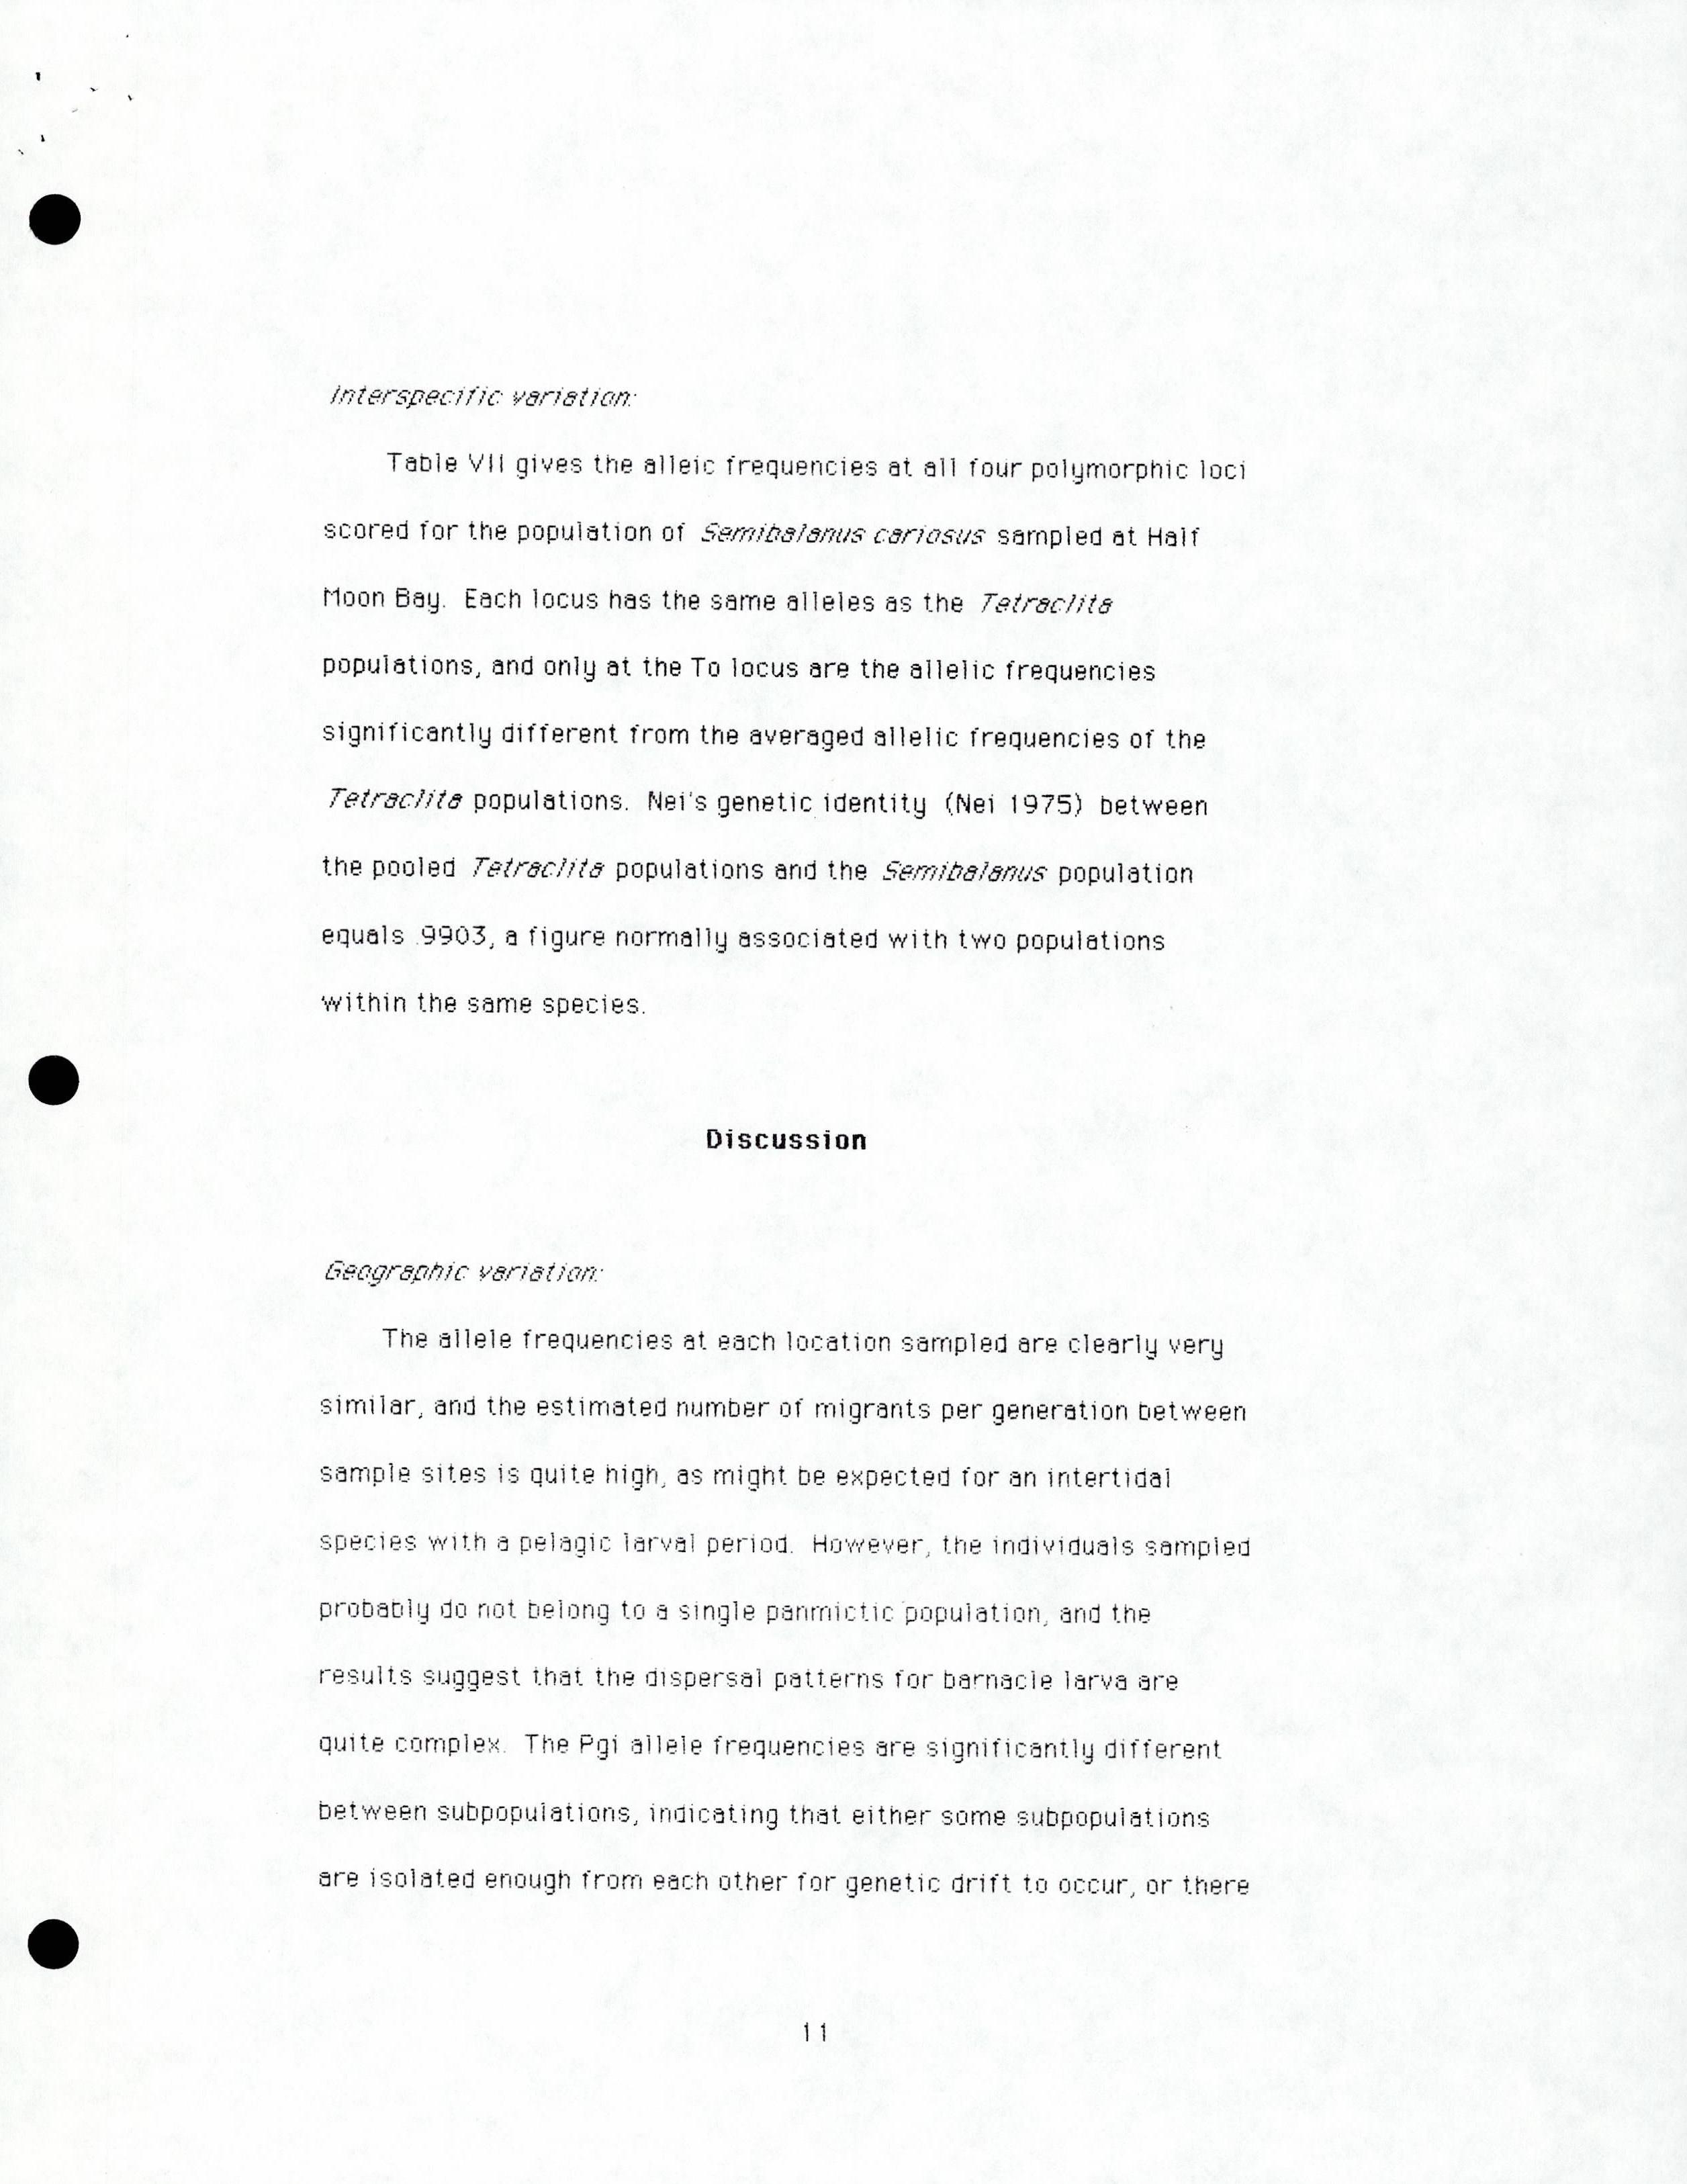 Interspecific variation:
Table VII gives the alleic frequencies at all four polymorphic loci
scored for the population of Semibalanus cariosus sampled at Half
Moon Bay. Each locus has the same alleles as the Tetraclita
populations, and only at the To locus are the allelic frequencies
significantly different from the averaged allelic frequencies of the
Tetraclita populations. Nei's genetic identity (Nei 1975) between
the pooled Tetraclita populations and the Semibalanus population
equals .9903, a figure normally associated with two populations
within the same species.
Discussion
Geographic variation:
The allele frequencies at each location sampled are clearly very
similar, and the estimated number of migrants per generation between
sample sites is quite high, as might be expected for an intertidal
species with a pelagic larval period. However, the individuals sampled
probably do not belong to a single panmictic population, and the
results suggest that the dispersal patterns for barnacle larva are
quite complex. The Pgi allele frequencies are significantly different
between subpopulations, indicating that either some subpopulations
are isolated enough from each other for genetic drift to occur, or there
11